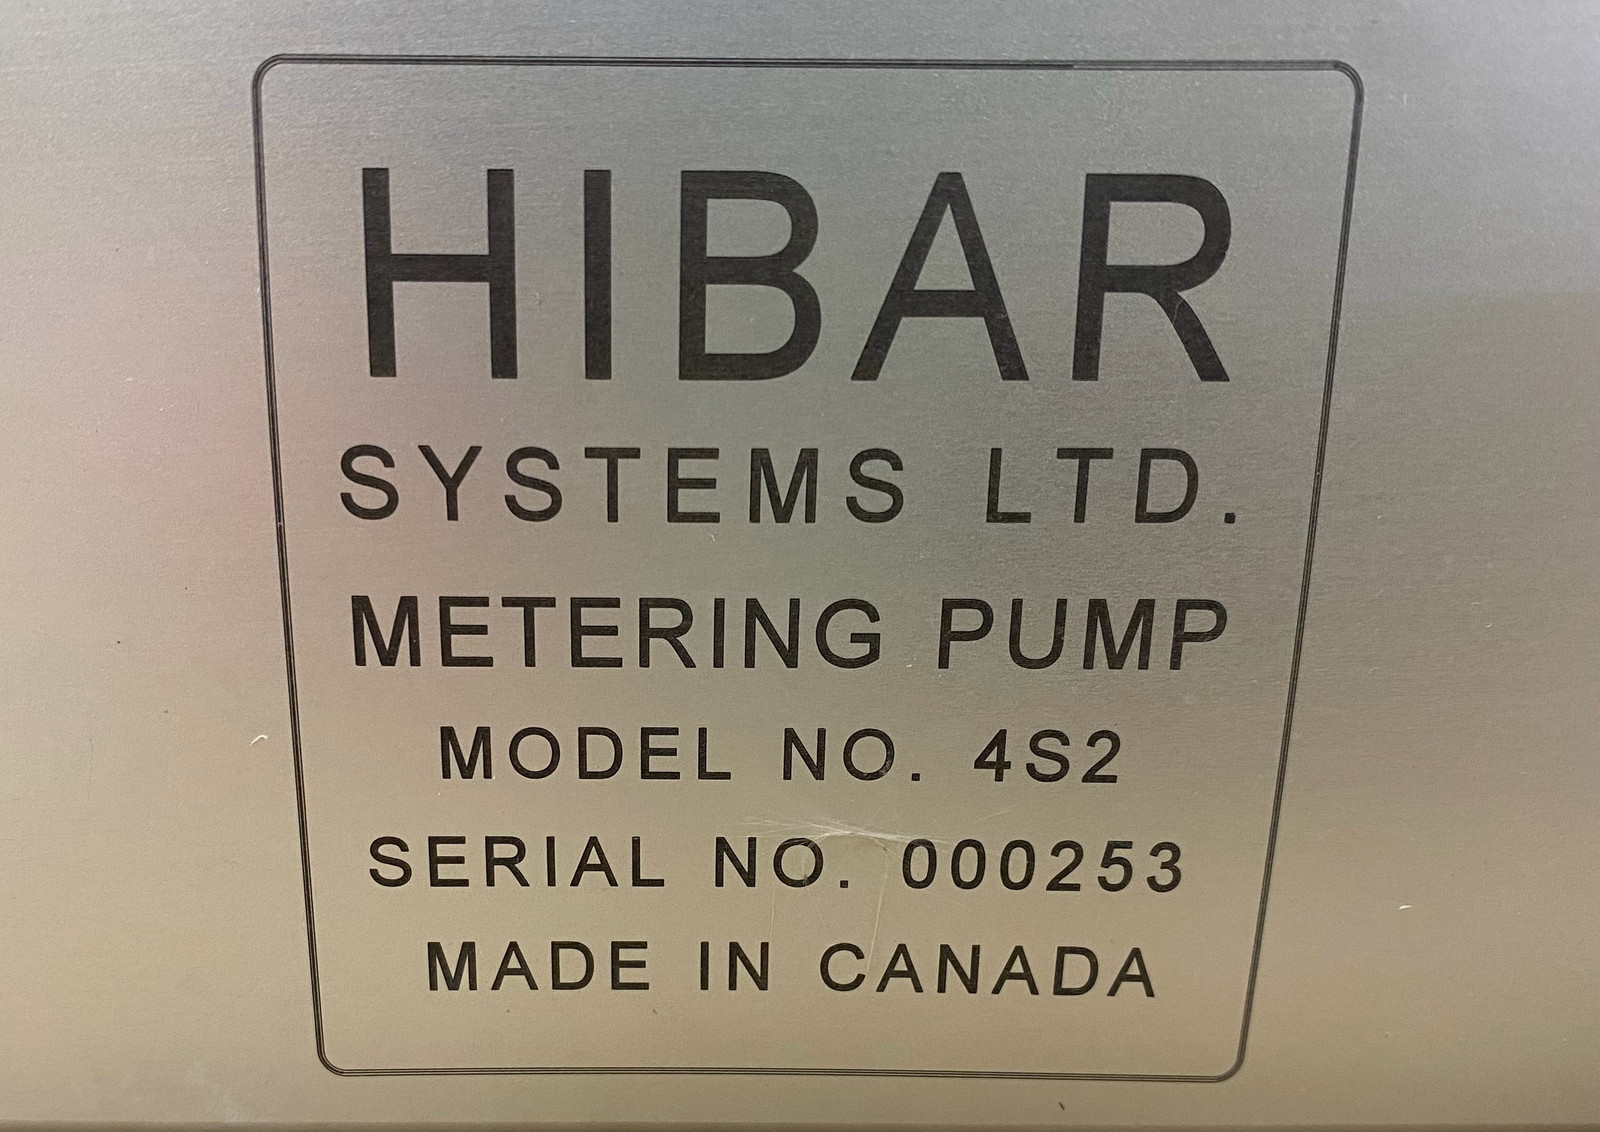 HIBAR
SYSTEMS LTD.
METERING PUMP
MODEL NO. 4S2
SERIAL NO. 000253
MADE IN CANADA